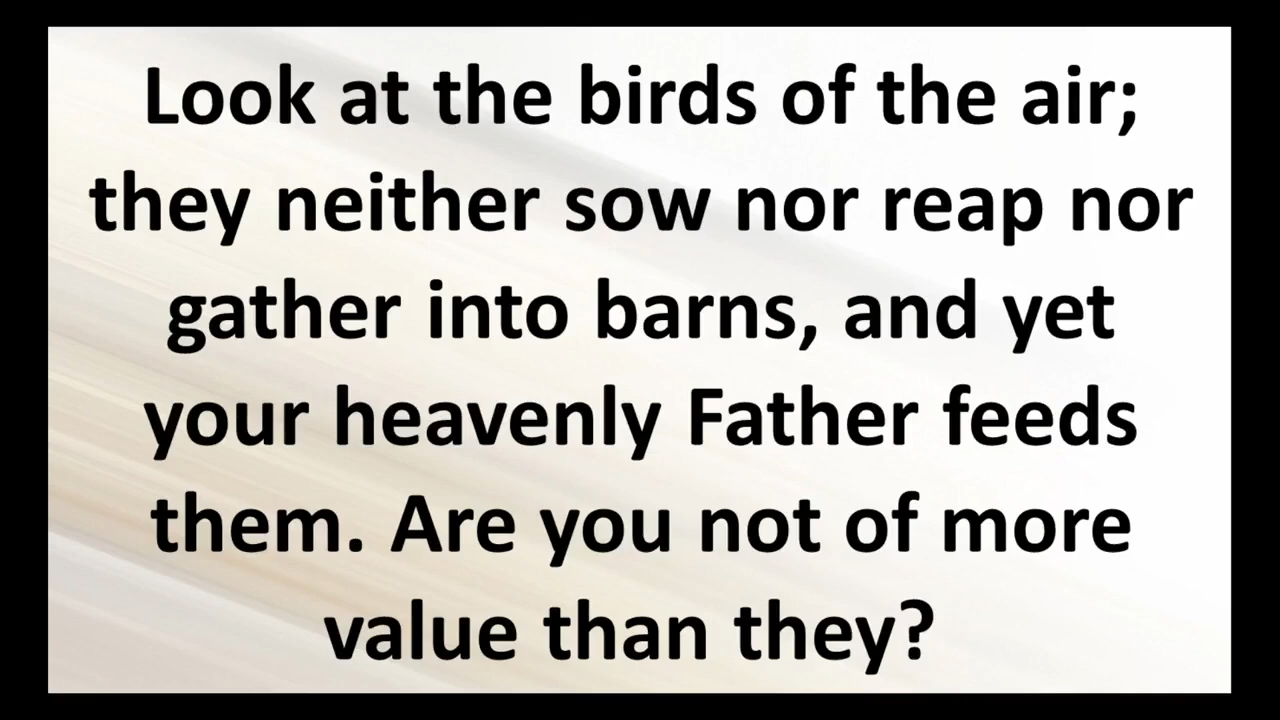 Look at the birds of the air;
they neither sow nor reap nor
gather into barns, and yet
your heavenly Father feeds
them. Are you not of more
value than they?